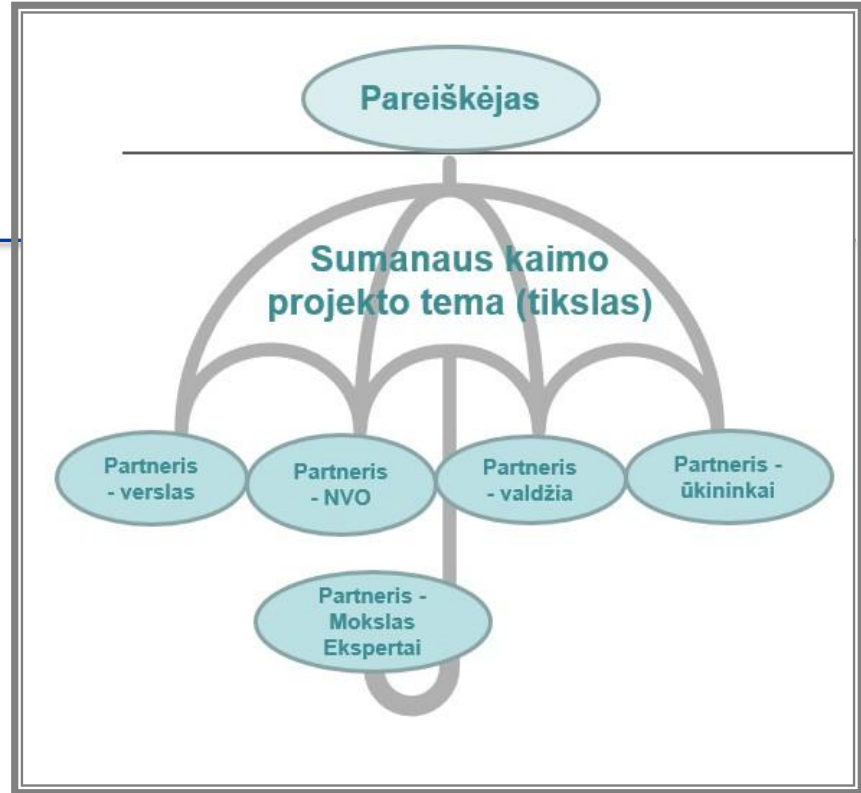 Pareiškėjas
Sumanaus kaimo
projekto tema (tikslas)
Partneris
- verslas
Partneris
- NVO
Partneris
- valdžia
Partneris -
ūkininkai
Partneris -
Mokslas
Ekspertai